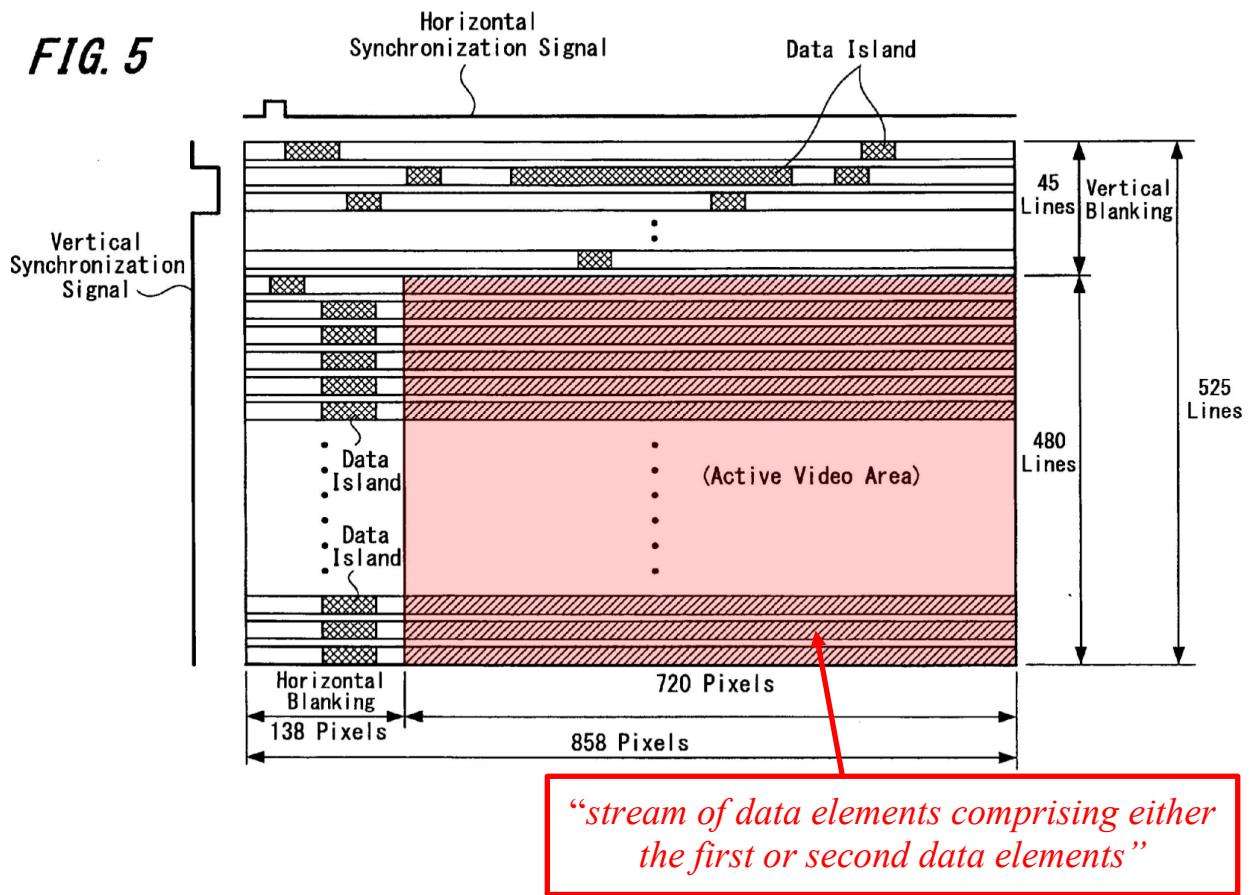 FIG. 5
Horizontal
Synchronization Signal
Data Island
45
Lines
Vertical
Blanking
Vertical
Synchronization
Signal
525
Lines
480
Lines
Data
Island
(Active Video Area)
Data
Island
Horizontal
Blanking
720 Pixels
138 Pixels
858 Pixels
“stream of data elements comprising either
the first or second data elements”